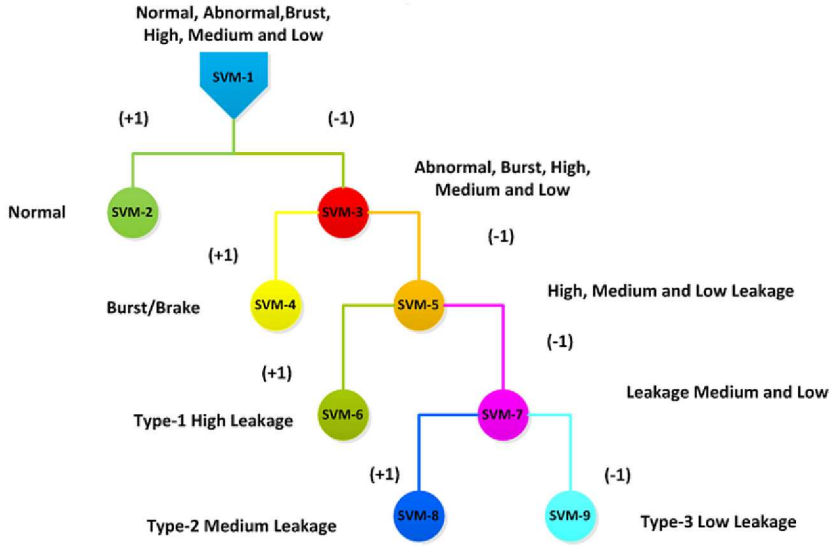 Normal, Abnormal,Brust,
High, Medium and Low
SVM-1
(+1)
(-1)
Abnormal, Burst, High,
Medium and Low
Normal
SVM-2
SVM-3
(-1)
(+1)
Burst/Brake
SVM-4
SVM-5
High, Medium and Low Leakage
(-1)
(+1)
Leakage Medium and Low
Type-1 High Leakage
SVM-6
SVM-7
(+1)
(-1)
Type-2 Medium Leakage
SVM-8
SVM-9
Type-3 Low Leakage